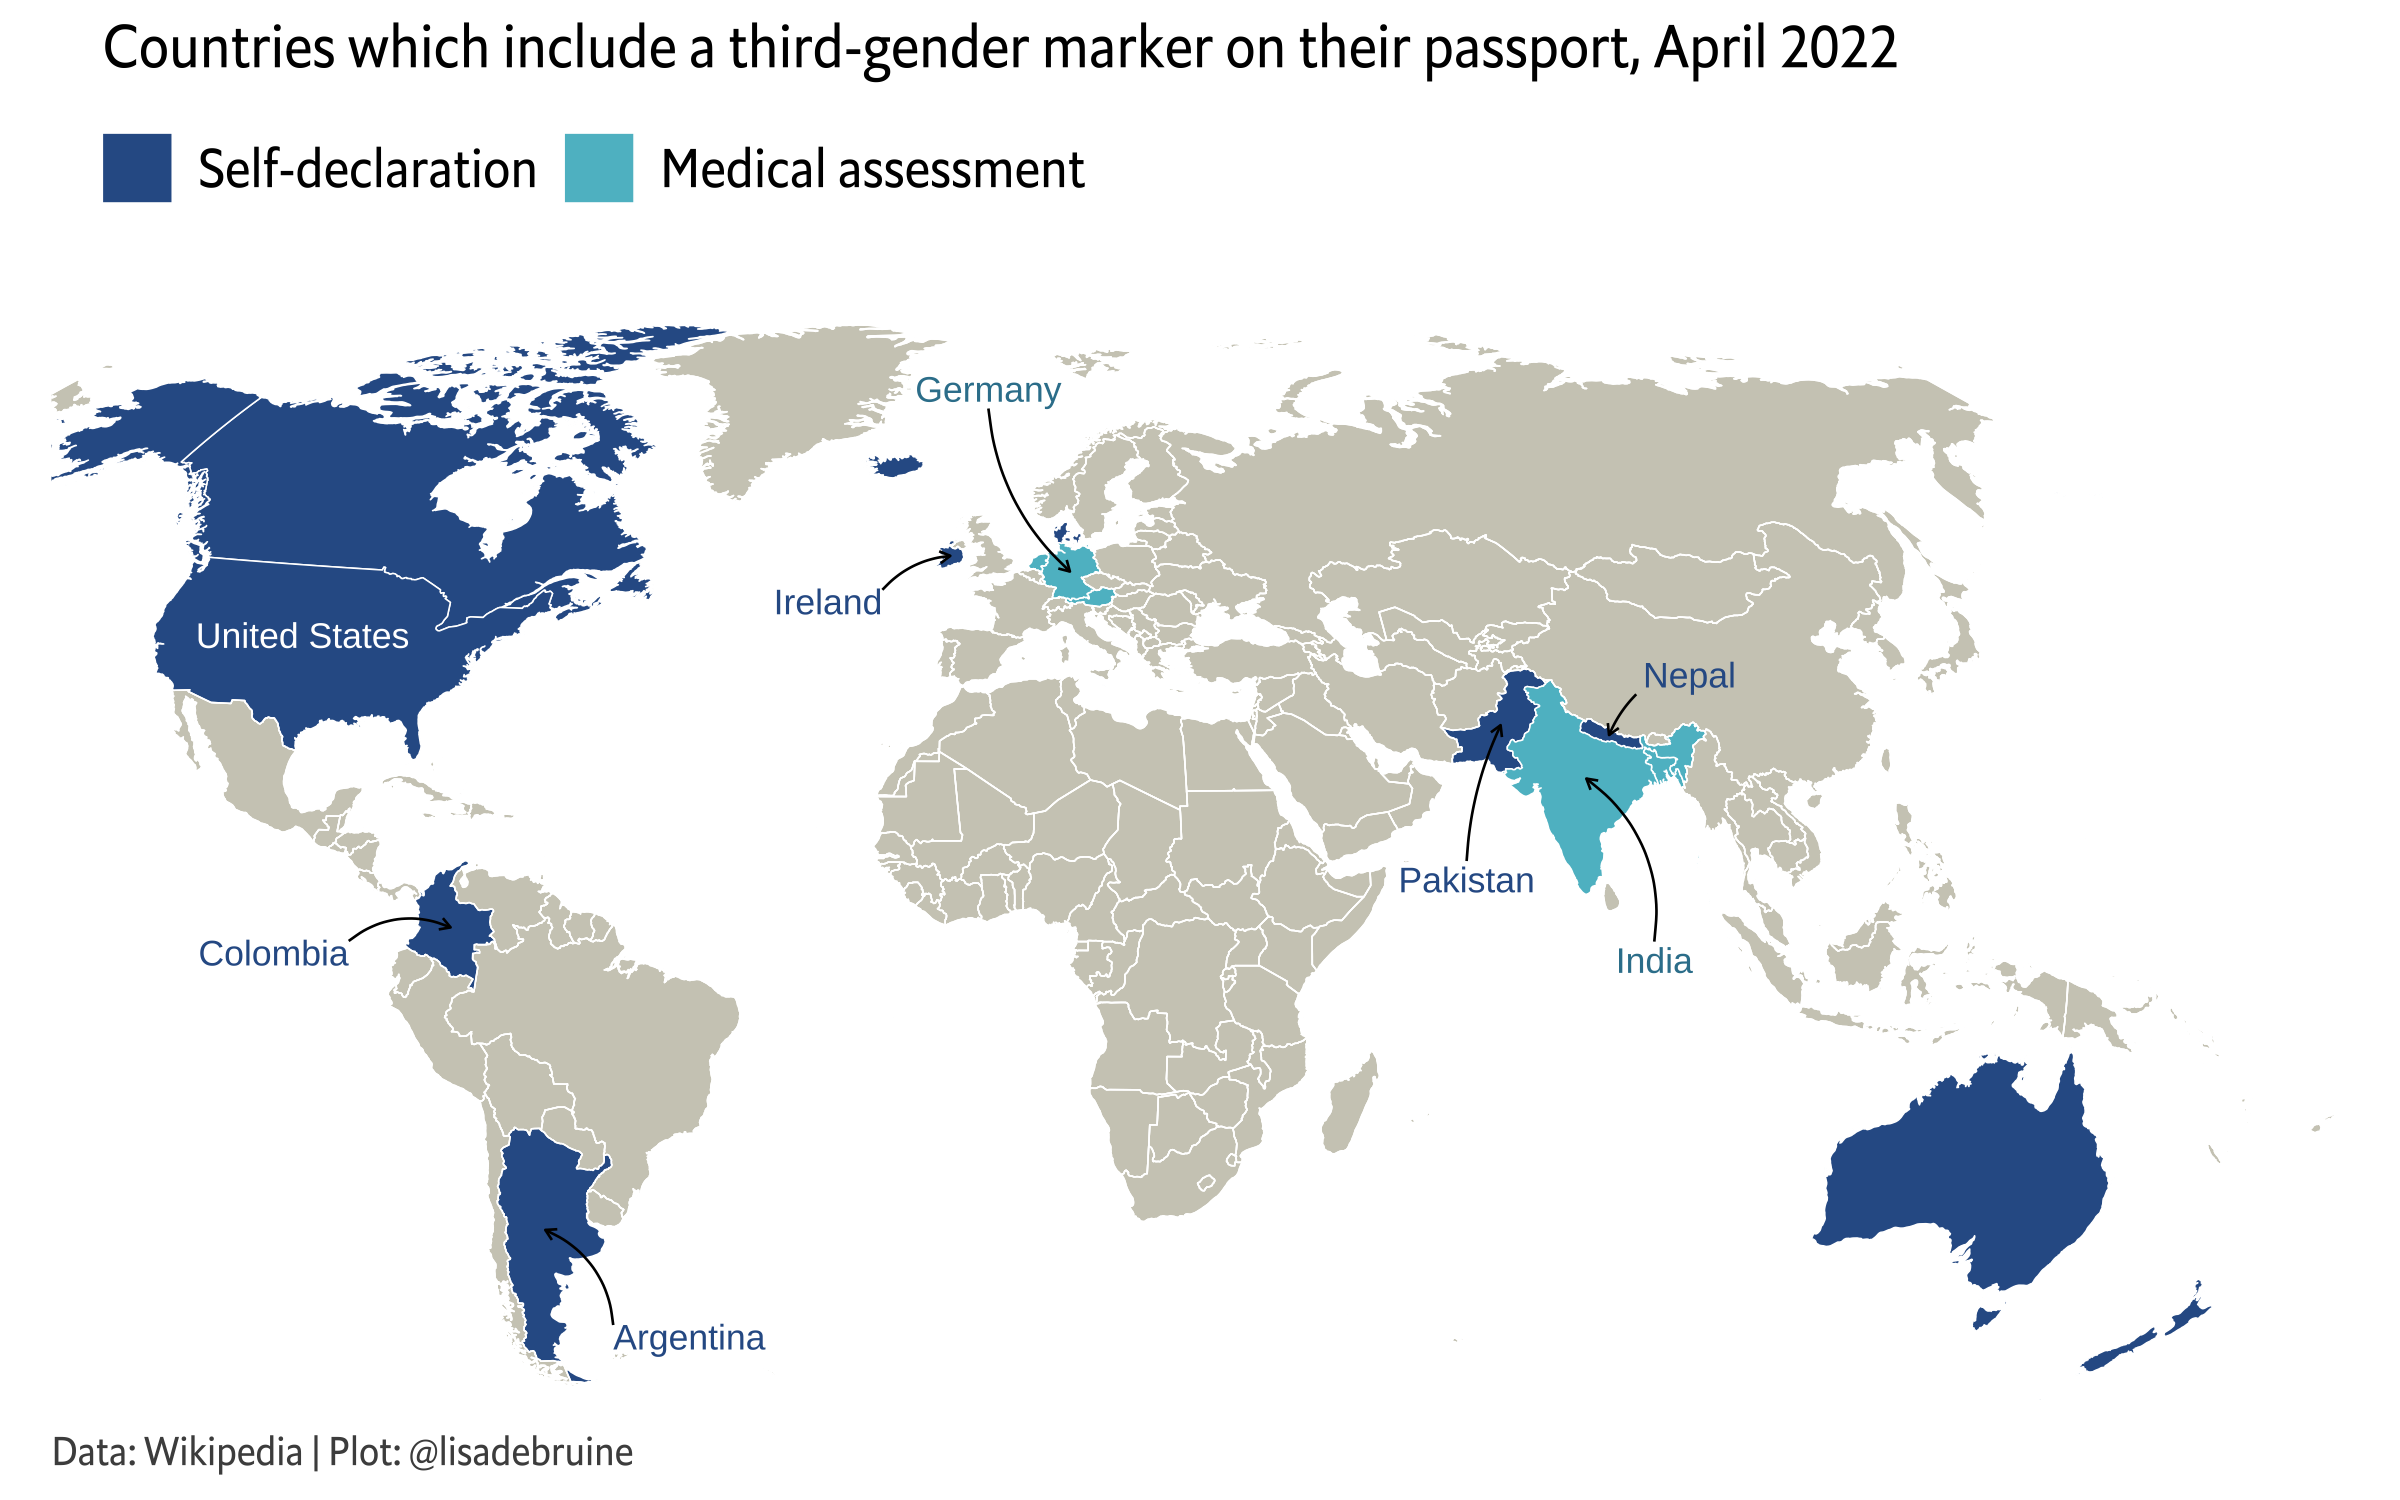 Countries which include a third-gender marker on their passport, April 2022
Self-declaration Medical assessment
Germany
Ireland
United States
Nepal
Pakistan
Colombia
India
Argentina
Data: Wikipedia | Plot: @lisadebruine